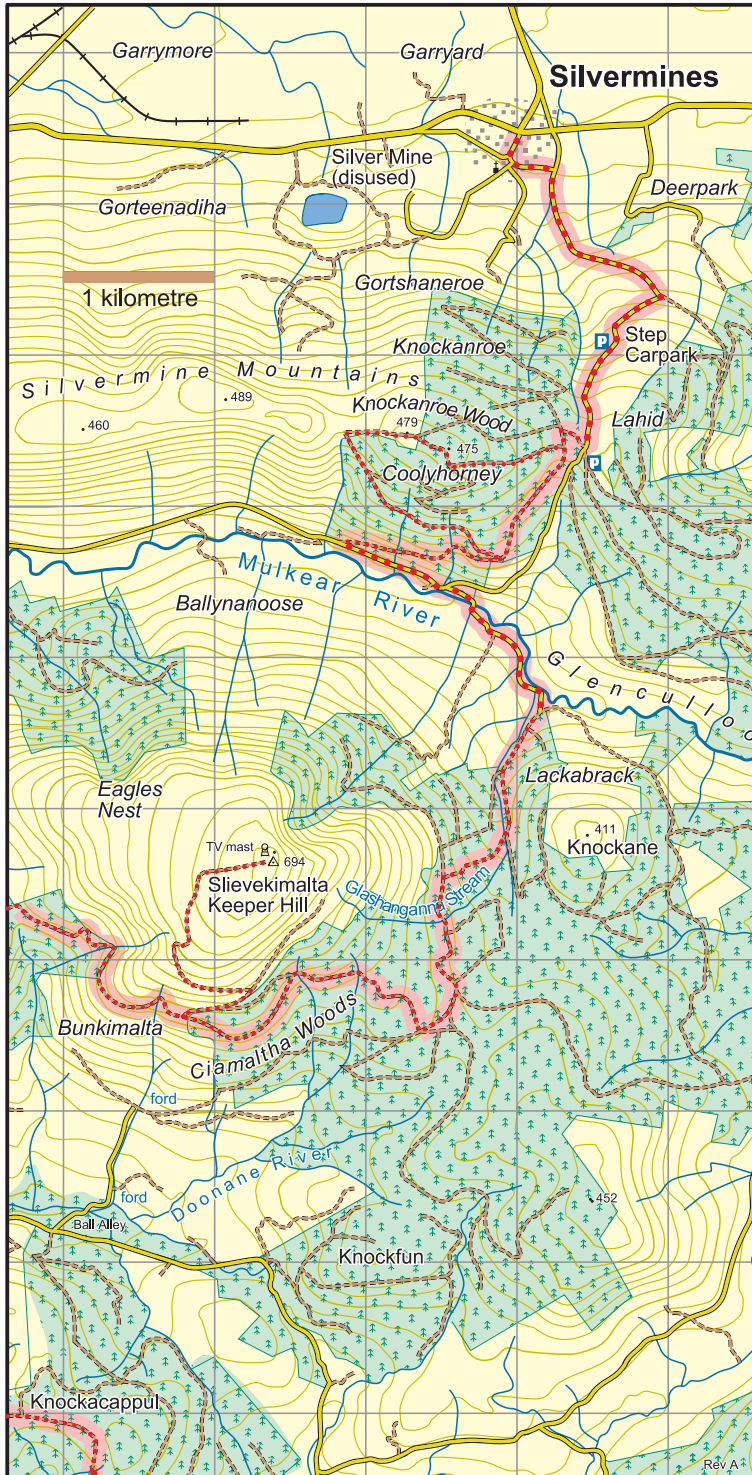 Garrymore
Garryard
Silvermines
Silver Mine
(disused)
Deerpark
Gorteenadiha
Gortshaneroe
1 kilometre
P
Step
Carpark
Knockanroe
Silvermine Mountains
489
460
Knockanroe Wood
479
475
Lahid
P
Coolyhorney
Mulkear River
Ballynanoose
Glenculloo
Eagles
Nest
Lackabrack
411
Knockane
TV mast
694
Slievekimalta
Keeper Hill
Glashanganna Stream
Bunkimalta
Ciamaltha Woods
ford
Doonane River
ford
452
Ball Alley
Knockfun
Knockacappul
Rev A